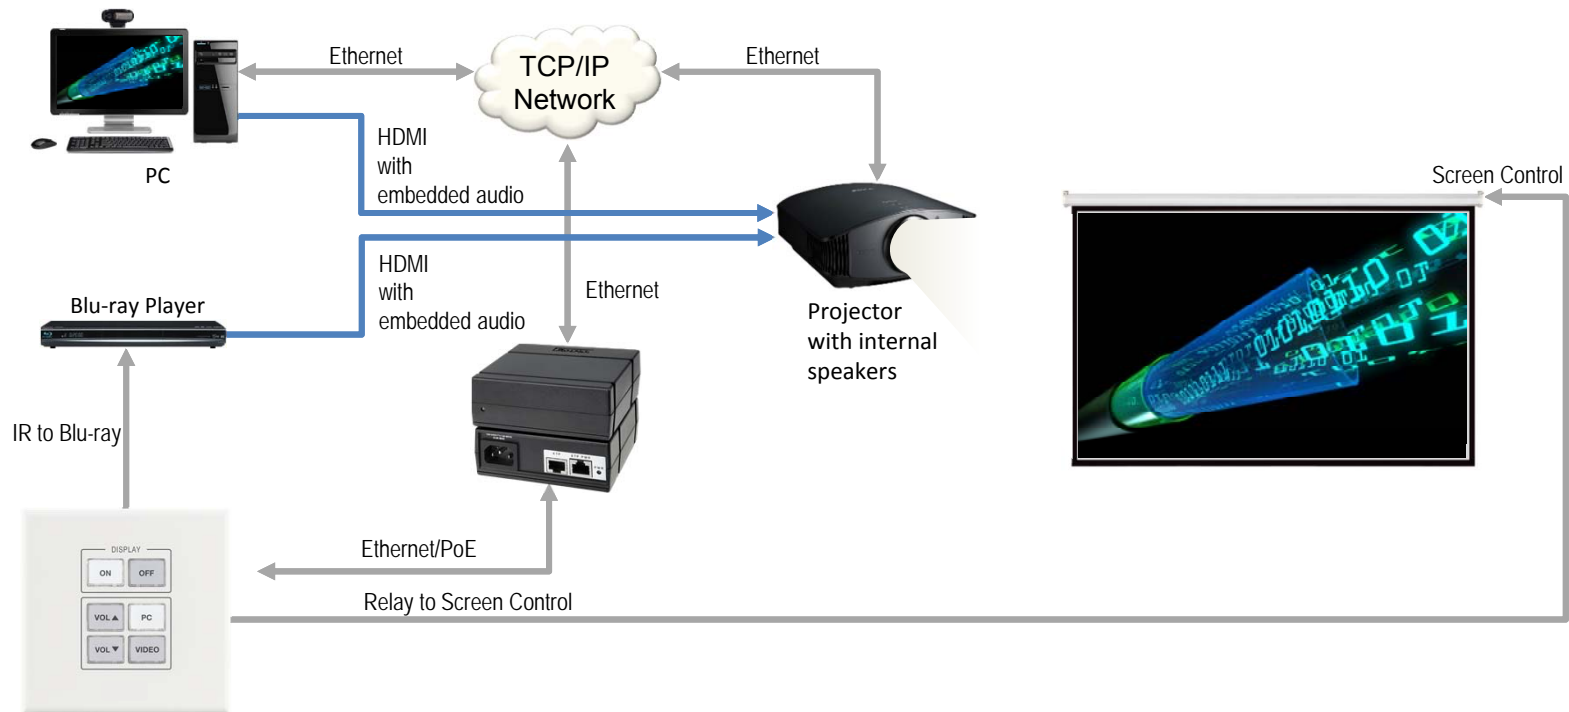 Ethernet
TCP/IP
Network
Ethernet
PC
HDMI
with
embedded audio
Screen Control
HDMI
with
embedded audio
Ethernet
Blu-ray Player
Projector
with internal
speakers
IR to Blu-ray
Ethernet/PoE
DISPLAY
ON OFF
VOL ▲ PC
VOL ▼ VIDEO
Relay to Screen Control